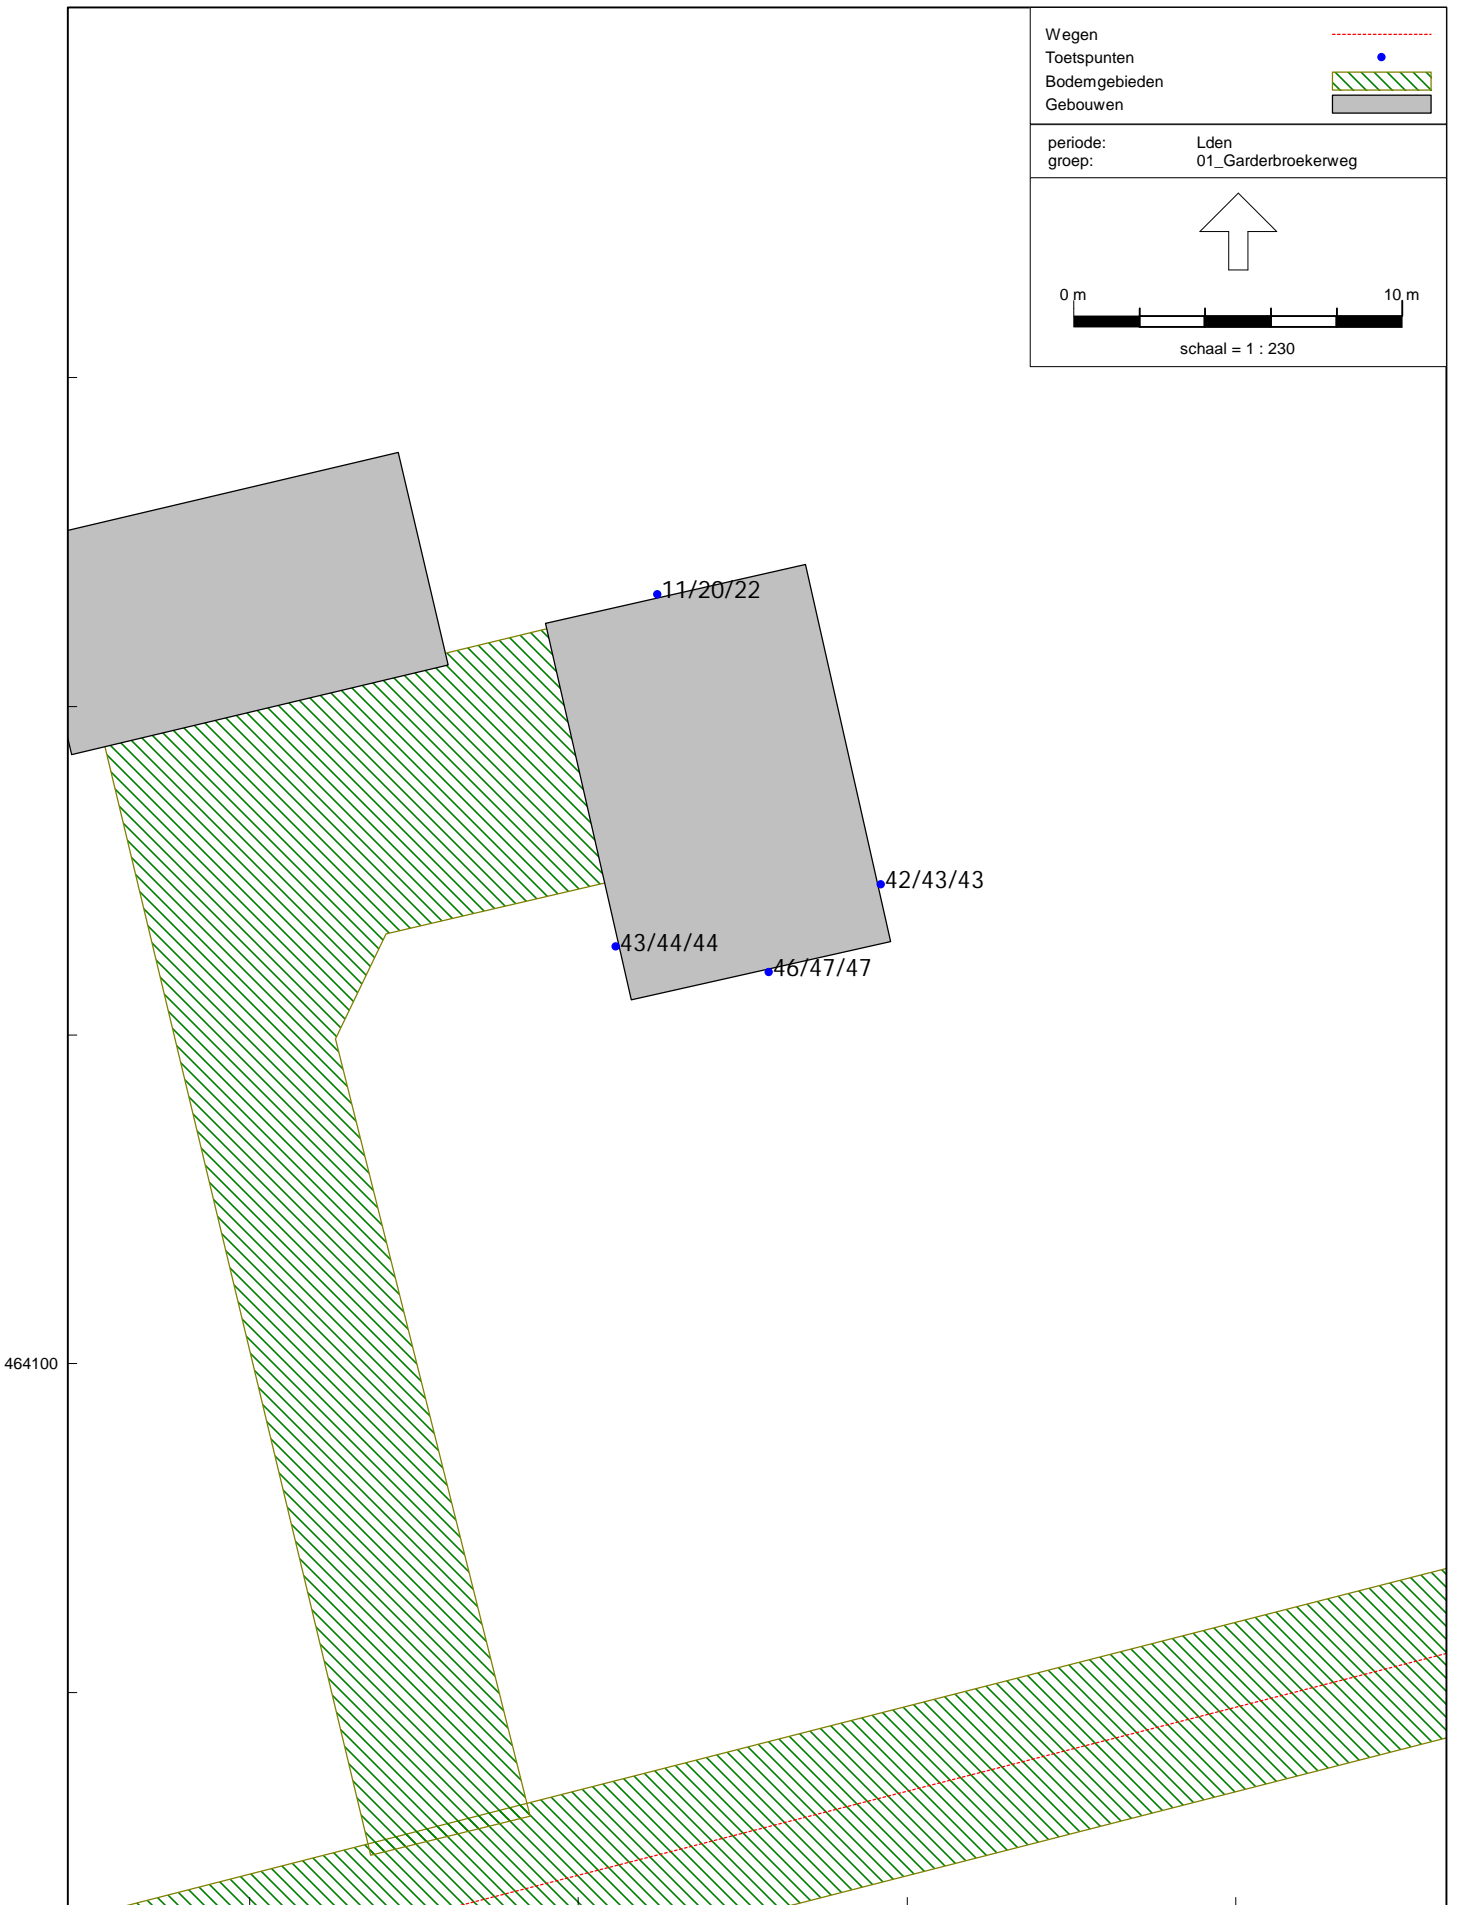 Wegen
Toetspunten
Bodemgebieden
Gebouwen
periode: Lden
groep: 01_Garderbroekerweg
0 m 10 m
schaal = 1 : 230
11/20/22
42/43/43
43/44/44
46/47/47
464100